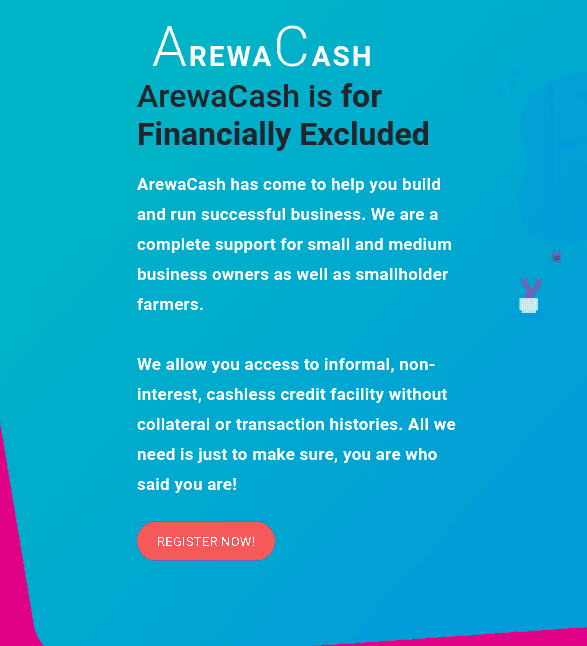 AREWACASH
ArewaCash is for
Financially Excluded
ArewaCash has come to help you build
and run successful business. We are a
complete support for small and medium
business owners as well as smallholder
farmers.
We allow you access to informal, non-
interest, cashless credit facility without
collateral or transaction histories. All we
need is just to make sure, you are who
said you are!
REGISTER NOW!